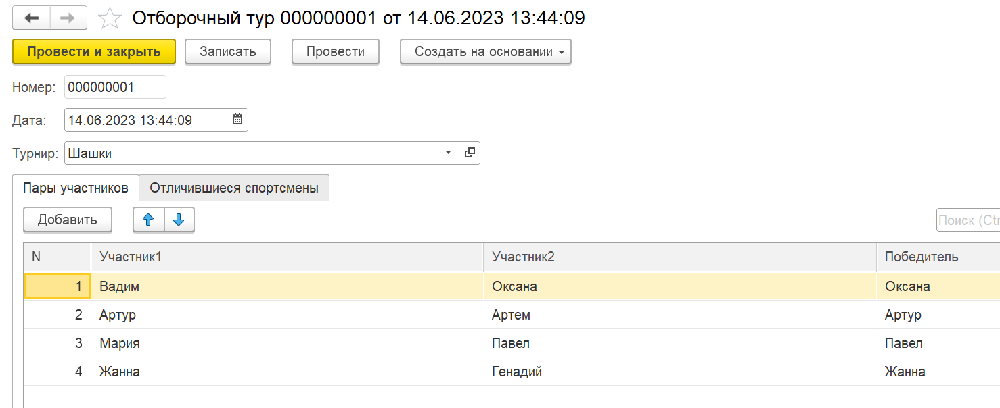 Отборочный тур 000000001 от 14.06.2023 13:44:09
Провести и закрыть Записать Провести Создать на основании
Номер: 000000001
Дата: 14.06.2023 13:44:09
Турнир: Шашки
Пары участников Отличившиеся спортсмены
Добавить Поиск (Ctr
N Участник1 Участник2 Победитель
1 Вадим Оксана Оксана
2 Артур Артем Артур
3 Мария Павел Павел
4 Жанна Генадий Жанна